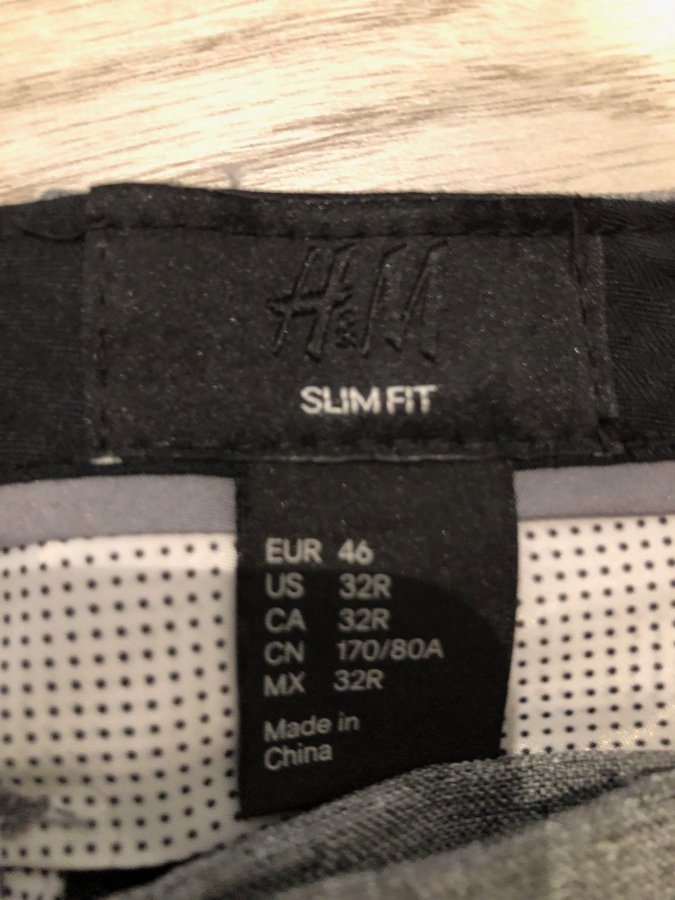 H&M
SLIM FIT
EUR 46
US 32R
CA 32R
CN 170/80A
MX 32R
Made in
China